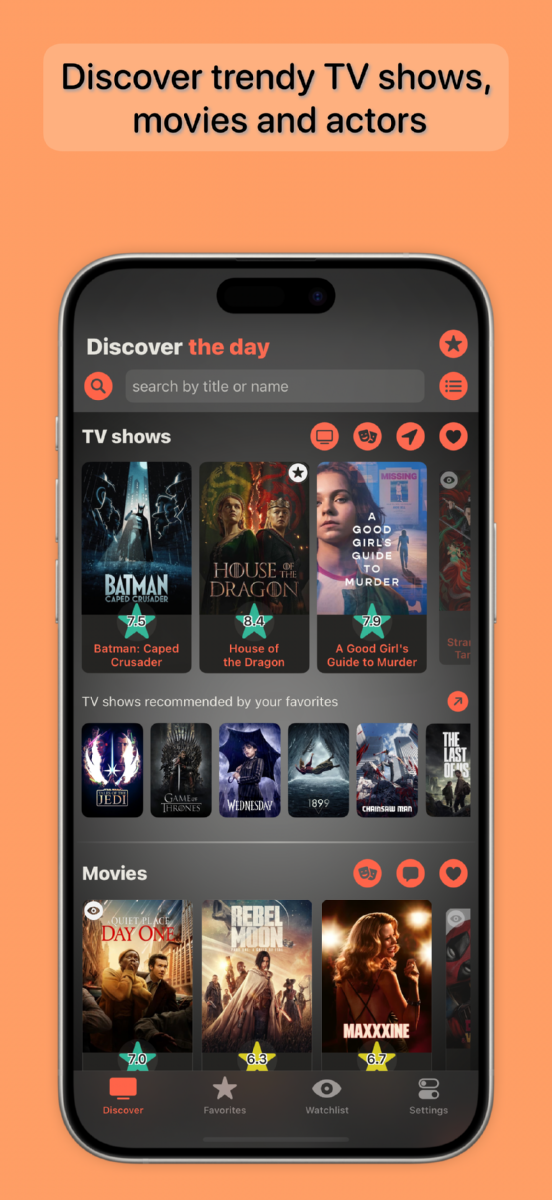 Discover trendy TV shows,
movies and actors
Discover the day
search by title or name
TV shows
MISSING
A
GOOD
GIRL'S
GUIDE
TO
MURDER
BATMAN
CAPED CRUSADER
HOUSE OF THE
DRAGON
7.5
8.4
7.9
Batman: Caped
Crusader
House of
the Dragon
A Good Girl's
Guide to Murder
TV shows recommended by your favorites
JEDI
GAME OF
THRONES
WEDNESDAY
1899
CHAINSAW MAN
THE
LAST
OF US
Movies
A QUIET PLACE
DAY ONE
REBEL
MOON
MAXXXINE
7.0
6.3
6.7
Discover
Favorites
Watchlist
Settings